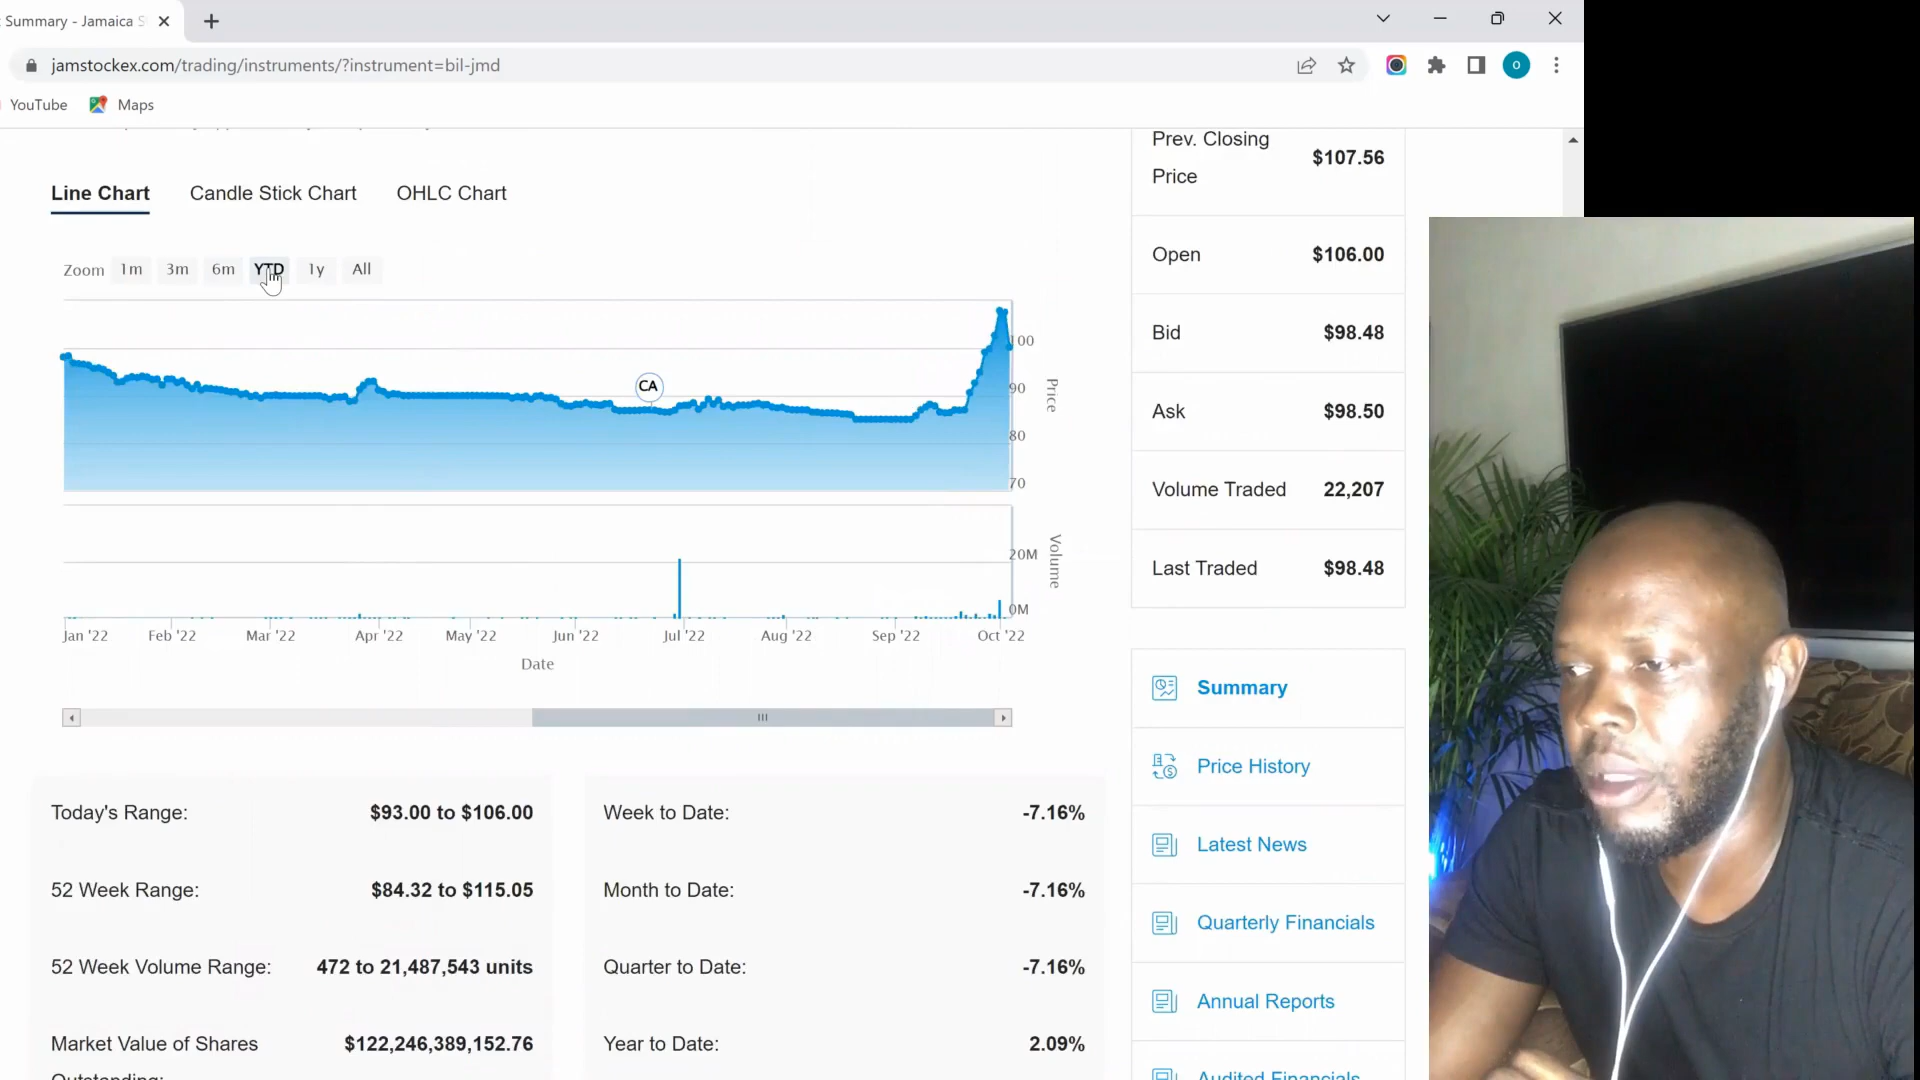 Summary - Jamaica S
jamstockex.com/trading/instruments/?instrument=bil-jmd
o
YouTube
Maps
Line Chart
Candle Stick Chart
OHLC Chart
Zoom
1m
3m
6m
YTD
1y
All
CA
100
90
80
70
Price
20M
0M
Volume
Jan '22
Feb '22
Mar '22
Apr '22
May '22
Jun '22
Jul '22
Aug '22
Sep '22
Oct '22
Date
Today's Range: $93.00 to $106.00
52 Week Range: $84.32 to $115.05
52 Week Volume Range: 472 to 21,487,543 units
Market Value of Shares $122,246,389,152.76
Outstanding:
Week to Date: -7.16%
Month to Date: -7.16%
Quarter to Date: -7.16%
Year to Date: 2.09%
Prev. Closing
Price $107.56
Open $106.00
Bid $98.48
Ask $98.50
Volume Traded 22,207
Last Traded $98.48
Summary
Price History
Latest News
Quarterly Financials
Annual Reports
Audited Financials